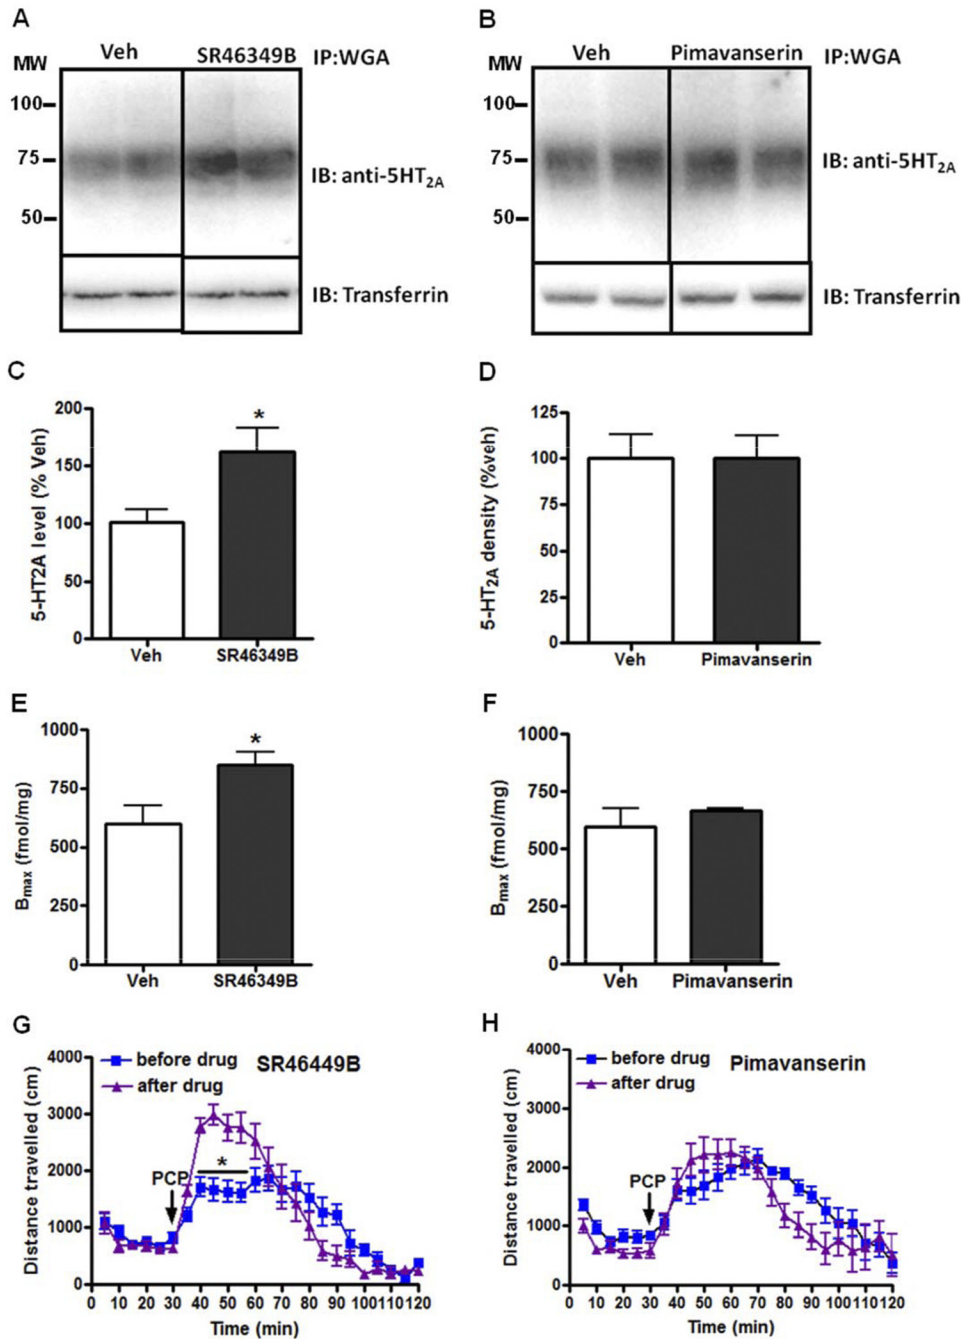 A
B
Veh SR46349B IP:WGA
MW
100
75
50
IB: anti-5HT2A
IB: Transferrin
Veh Pimavanserin IP:WGA
MW
100
75
50
IB: anti-5HT2A
IB: Transferrin
C
5-HT2A level (% Veh)
200
150
100
50
0
*
Veh SR46349B
D
5-HT2A density (%veh)
125
100
75
50
25
0
Veh Pimavanserin
E
Bmax (fmol/mg)
1000
750
500
250
0
*
Veh SR46349B
F
Bmax (fmol/mg)
1000
750
500
250
0
Veh Pimavanserin
G
before drug
after drug
SR46449B
Distance travelled (cm)
4000
3000
2000
1000
0
PCP
*
0 10 20 30 40 50 60 70 80 90 100110120
Time (min)
H
before drug
after drug
Pimavanserin
Distance travelled (cm)
4000
3000
2000
1000
0
PCP
0 10 20 30 40 50 60 70 80 90 100110120
Time (min)